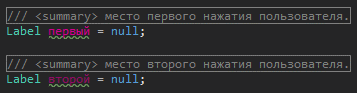 /// <summary> место первого нажатия пользователя.
Label первый = null;
/// <summary> место второго нажатия пользователя.
Label второй = null;